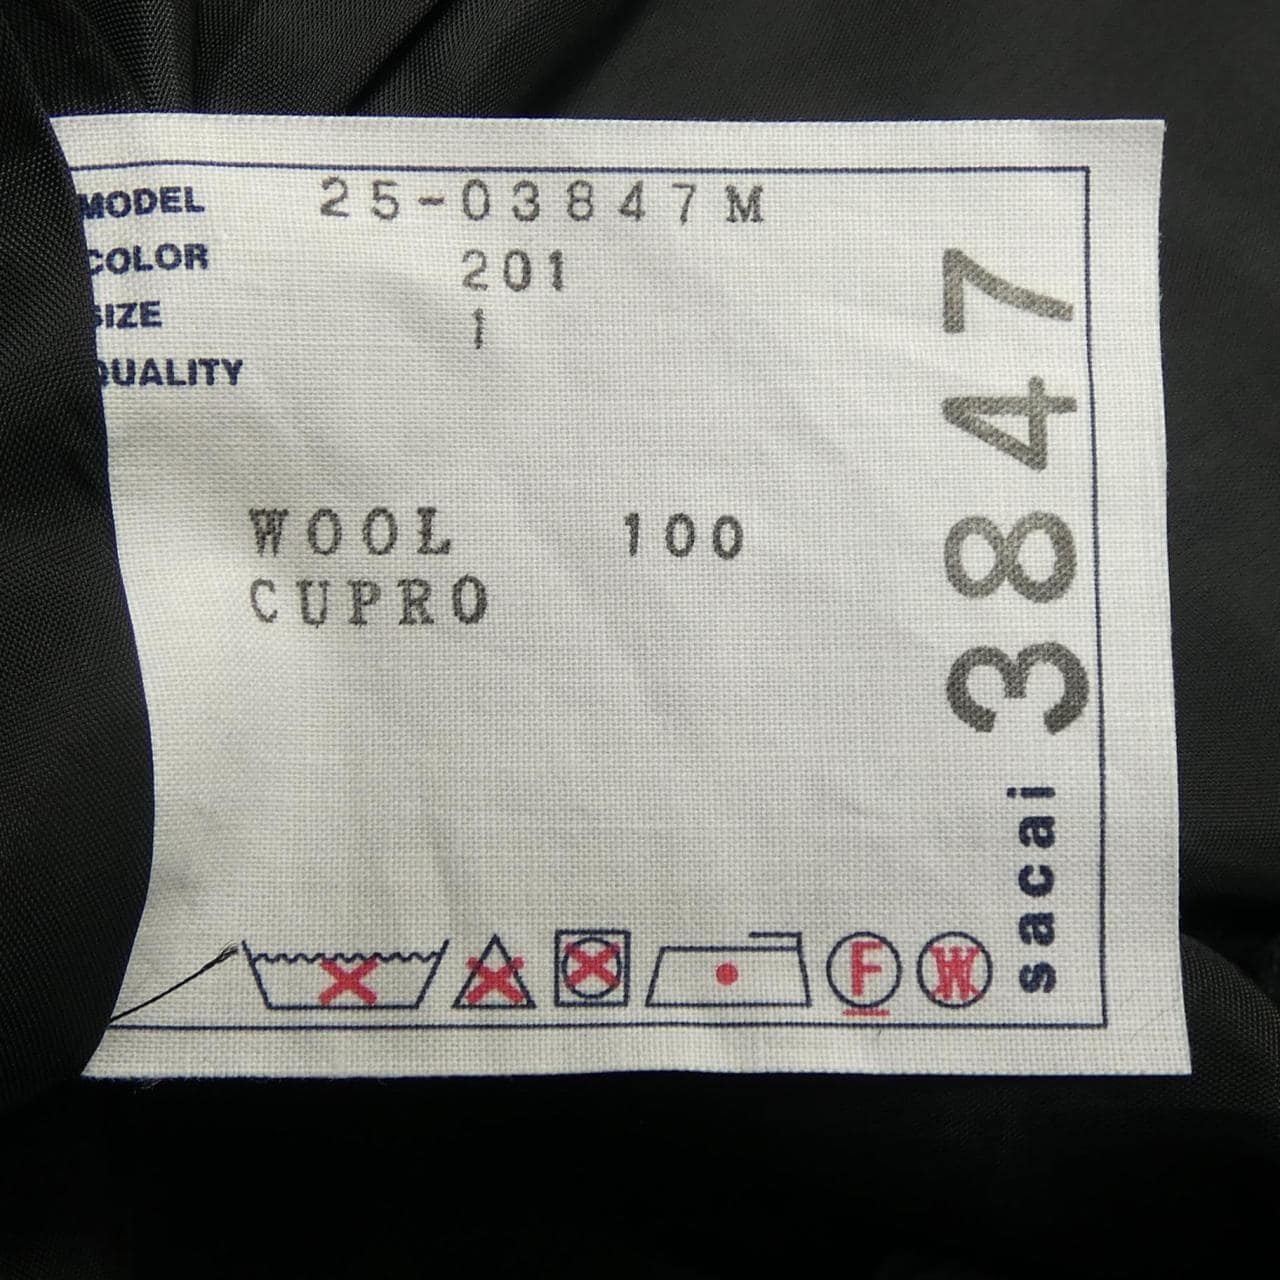 MODEL 25-03847M
COLOR 201
SIZE 1
QUALITY
WOOL 100
CUPRO
F
W
sacai 3847